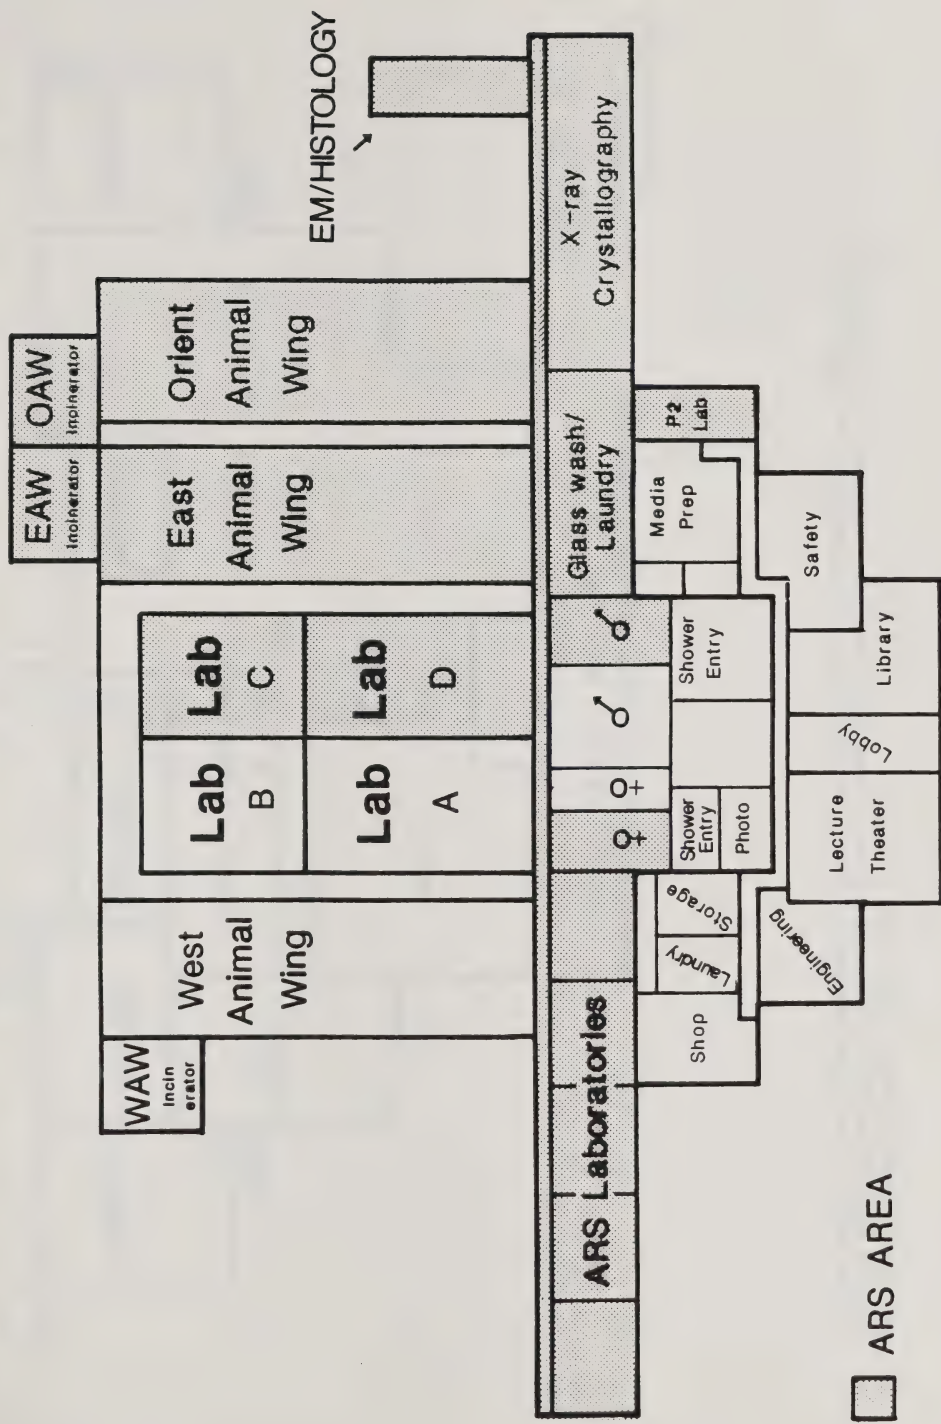 OAW
Incinerator
EAW
Incinerator
WAW
Incin
erator
West
Animal
Wing
Lab
B
Lab
C
Lab
A
Lab
D
East
Animal
Wing
Orient
Animal
Wing
EM/HISTOLOGY
ARS Laboratories
♀
♀
♂
♂
Glass wash/
Laundry
X-ray
Crystallography
Shop
Laundry
Storage
Shower
Entry
Photo
Shower
Entry
Media
Prep
P2
Lab
Engineering
Safety
Lecture
Theater
Lobby
Library
ARS AREA